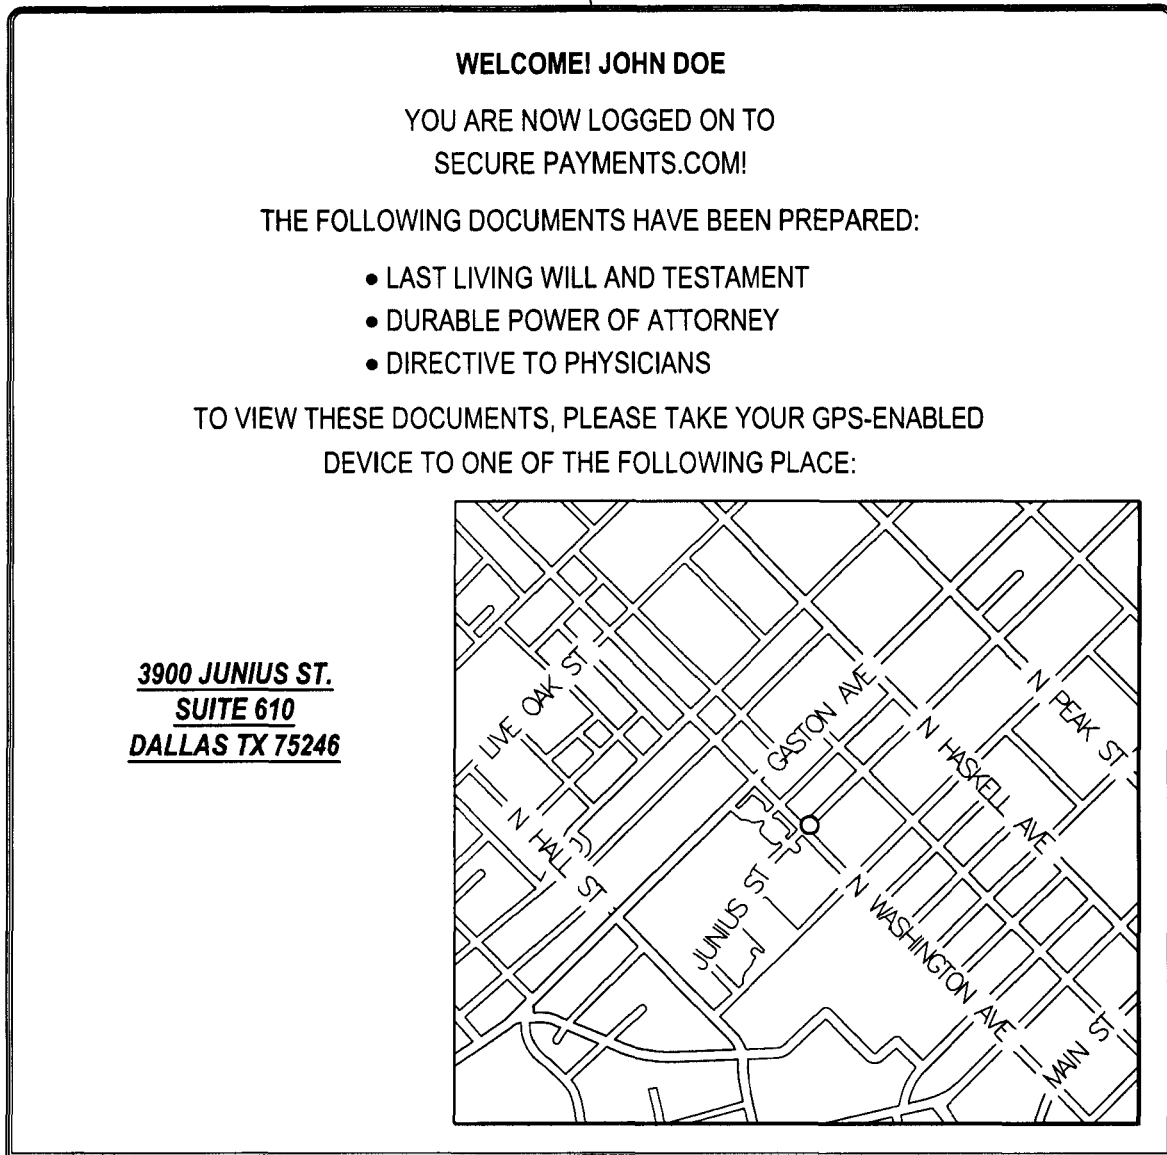 WELCOME! JOHN DOE
YOU ARE NOW LOGGED ON TO
SECURE PAYMENTS.COM!
THE FOLLOWING DOCUMENTS HAVE BEEN PREPARED:
• LAST LIVING WILL AND TESTAMENT
• DURABLE POWER OF ATTORNEY
• DIRECTIVE TO PHYSICIANS
TO VIEW THESE DOCUMENTS, PLEASE TAKE YOUR GPS-ENABLED
DEVICE TO ONE OF THE FOLLOWING PLACE:
3900 JUNIUS ST.
SUITE 610
DALLAS TX 75246
LIVE OAK ST
N HALL ST
GASTON AVE
JUNIUS ST
N PEAK ST
N HASKELL AVE
N WASHINGTON AVE
MAIN ST